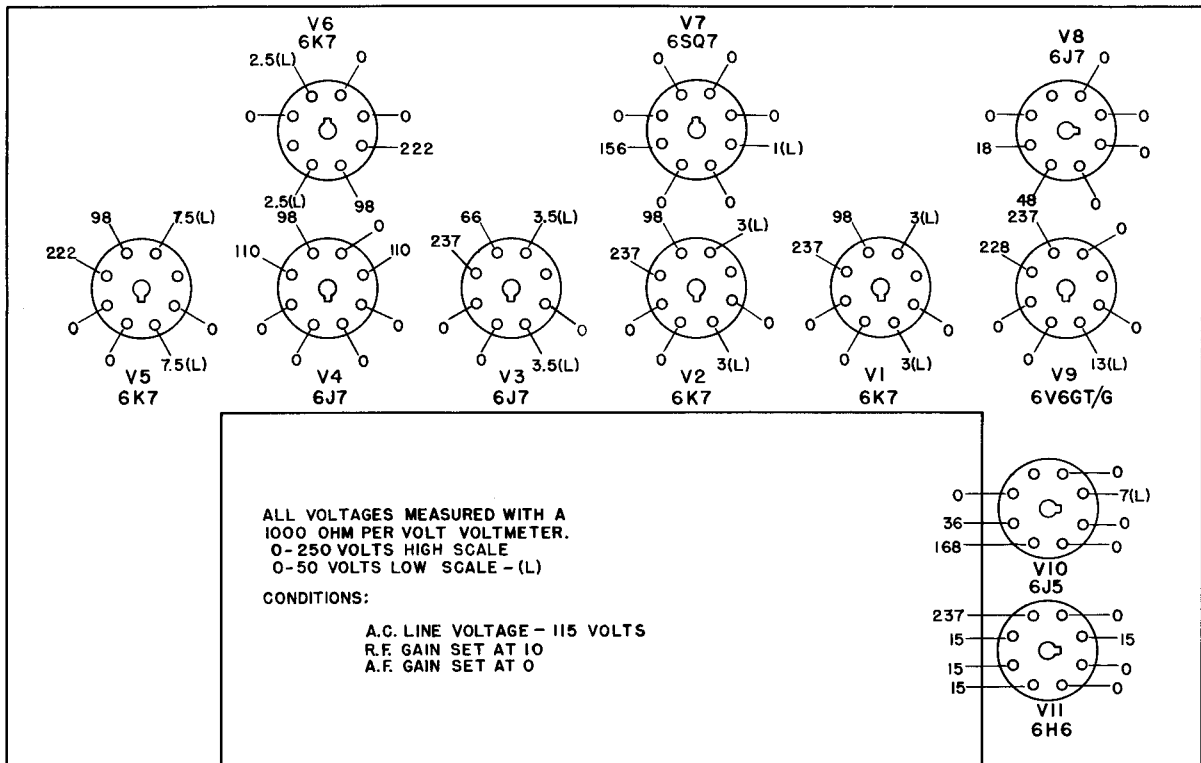 V6
6K7
2.5(L) 0
0 0
222
2.5(L) 98
V7
6SQ7
0 0
0 0
156 1(L)
0 0
V8
6J7
0
0 0
18 0
48 0
98 7.5(L)
222
0 0
0 7.5(L)
V5
6K7
98 0
110 110
0 0
0 0
V4
6J7
66 3.5(L)
237
0 0
0 3.5(L)
V3
6J7
98 3(L)
237
0 0
0 3(L)
V2
6K7
98 3(L)
237
0 0
0 3(L)
V1
6K7
237 0
228
0 0
0 13(L)
V9
6V6GT/G
0
0 7(L)
36 0
168 0
V10
6J5
237 0
15 15
15 0
15 0
V11
6H6
ALL VOLTAGES MEASURED WITH A
1000 OHM PER VOLT VOLTMETER.
0-250 VOLTS HIGH SCALE
0-50 VOLTS LOW SCALE-(L)
CONDITIONS:
A.C. LINE VOLTAGE - 115 VOLTS
R.F. GAIN SET AT 10
A.F. GAIN SET AT 0